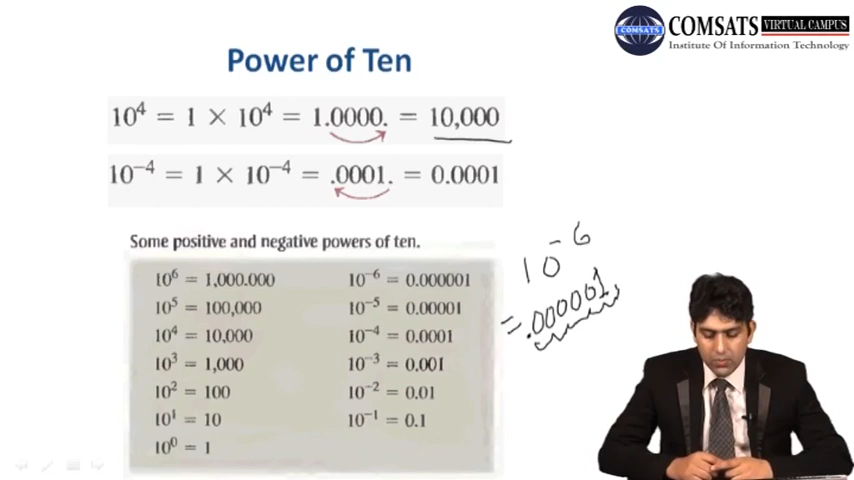 COMSATS VIRTUAL CAMPUS
COMSATS
Institute Of Information Technology
Power of Ten
10⁴ = 1 × 10⁴ = 1.0000. = 10,000
10⁻⁴ = 1 × 10⁻⁴ = .0001. = 0.0001
Some positive and negative powers of ten.
10⁶ = 1,000.000 10⁻⁶ = 0.000001
10⁵ = 100,000 10⁻⁵ = 0.00001
10⁴ = 10,000 10⁻⁴ = 0.0001
10³ = 1,000 10⁻³ = 0.001
10² = 100 10⁻² = 0.01
10¹ = 10 10⁻¹ = 0.1
10⁰ = 1
10⁻⁶
= .000001